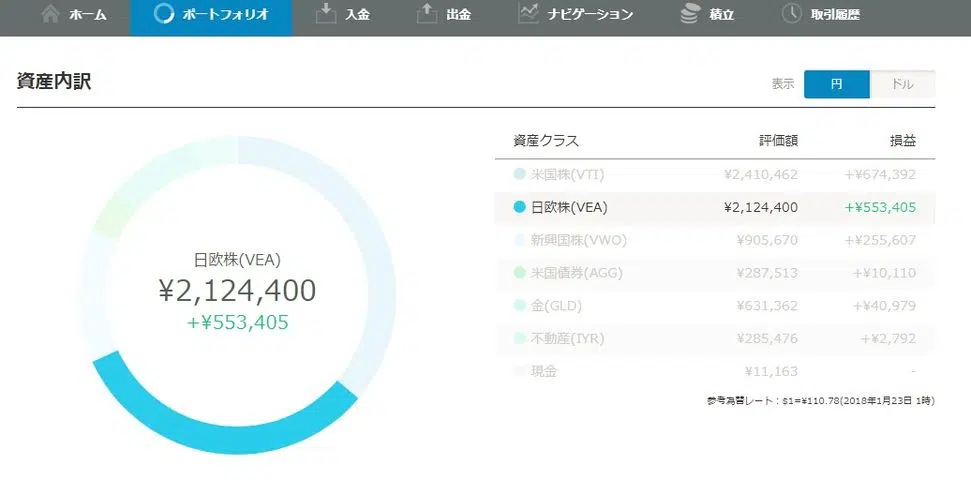 ホーム ポートフォリオ 入金 出金 ナビゲーション 積立 取引履歴
資産内訳
表示 円 ドル
資産クラス 評価額 損益
米国株(VTI) ¥2,410,462 +¥674,392
日欧株(VEA) ¥2,124,400 +¥553,405
新興国株(VWO) ¥905,670 +¥255,607
米国債券(AGG) ¥287,513 +¥10,110
金(GLD) ¥631,362 +¥40,979
不動産(IYR) ¥285,476 +¥2,792
現金 ¥11,163 -
参考為替レート：$1=¥110.78(2018年1月23日 1時)
日欧株(VEA)
¥2,124,400
+¥553,405